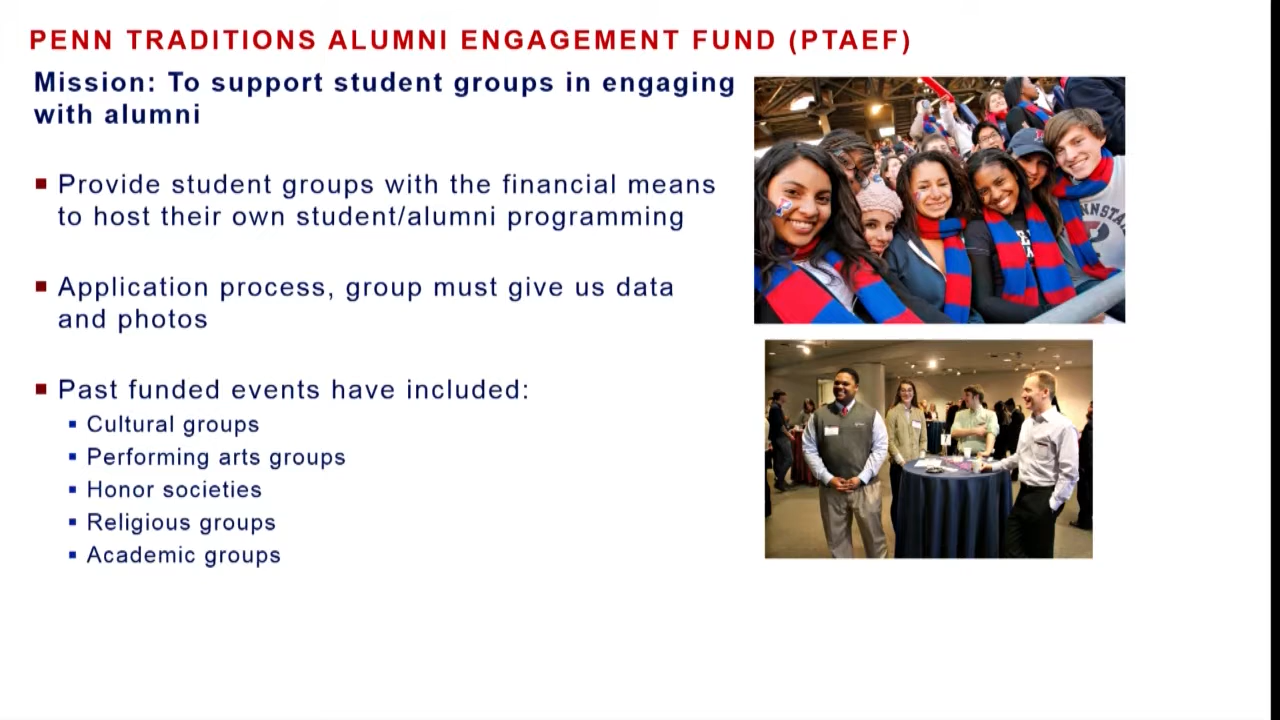 PENN TRADITIONS ALUMNI ENGAGEMENT FUND (PTAEF)
Mission: To support student groups in engaging
with alumni
▪ Provide student groups with the financial means
to host their own student/alumni programming
▪ Application process, group must give us data
and photos
▪ Past funded events have included:
▪ Cultural groups
▪ Performing arts groups
▪ Honor societies
▪ Religious groups
▪ Academic groups